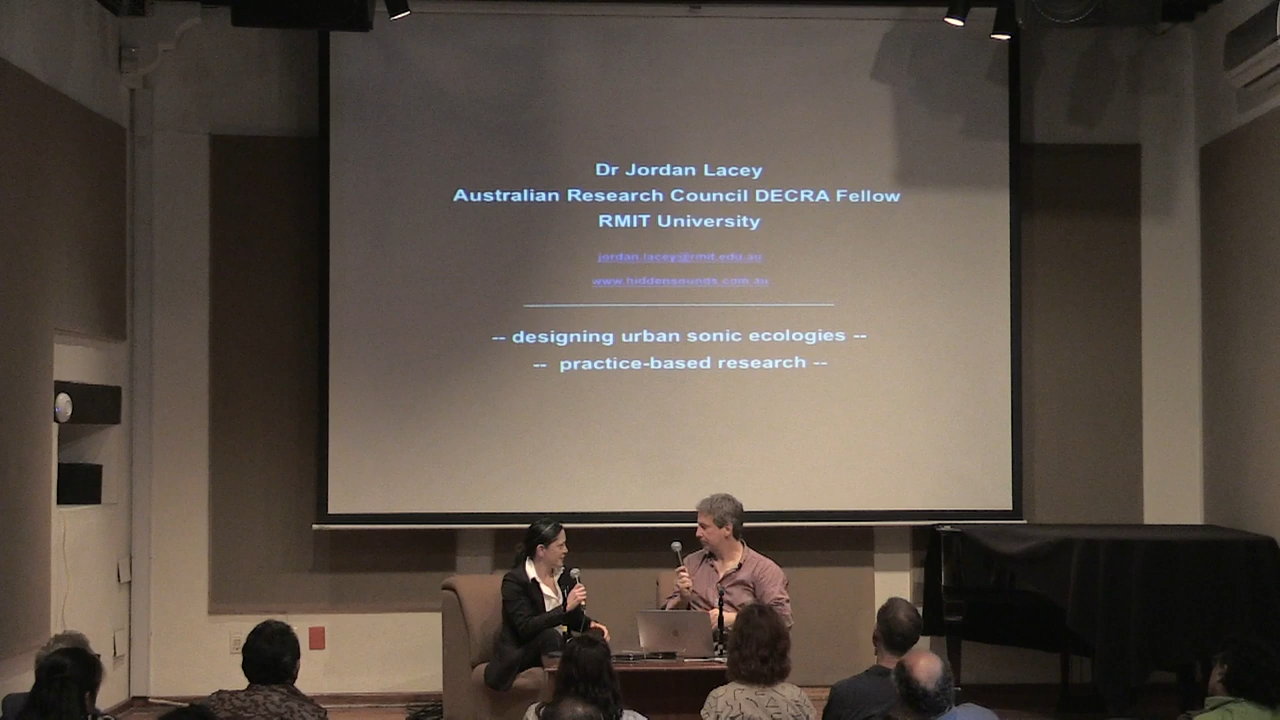 Dr Jordan Lacey
Australian Research Council DECRA Fellow
RMIT University
jordan.lacey@rmit.edu.au
www.hiddensounds.com.au
-- designing urban sonic ecologies --
-- practice-based research --